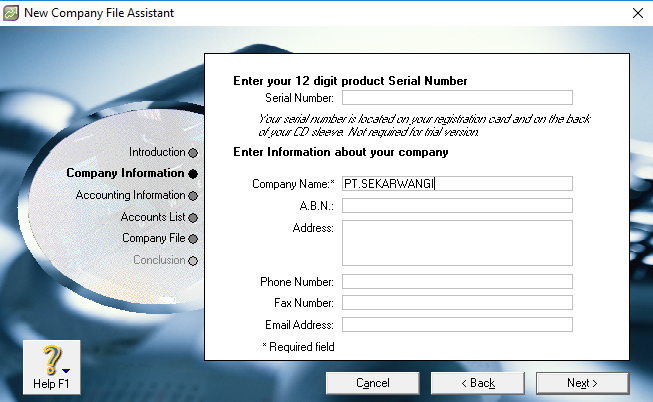 New Company File Assistant
Introduction
Company Information
Accounting Information
Accounts List
Company File
Conclusion
Help F1
Enter your 12 digit product Serial Number
Serial Number:
Your serial number is located on your registration card and on the back
of your CD sleeve. Not required for trial version.
Enter Information about your company
Company Name:* PT.SEKARWANGI
A.B.N.:
Address:
Phone Number:
Fax Number:
Email Address:
* Required field
Cancel
< Back
Next >